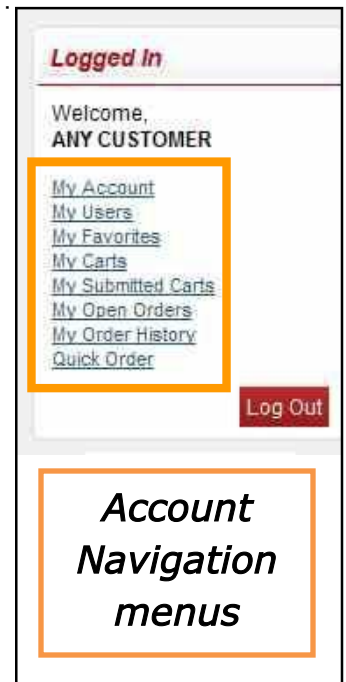 Logged In
Welcome,
ANY CUSTOMER
My Account
My Users
My Favorites
My Carts
My Submitted Carts
My Open Orders
My Order History
Quick Order
Log Out
Account
Navigation
menus